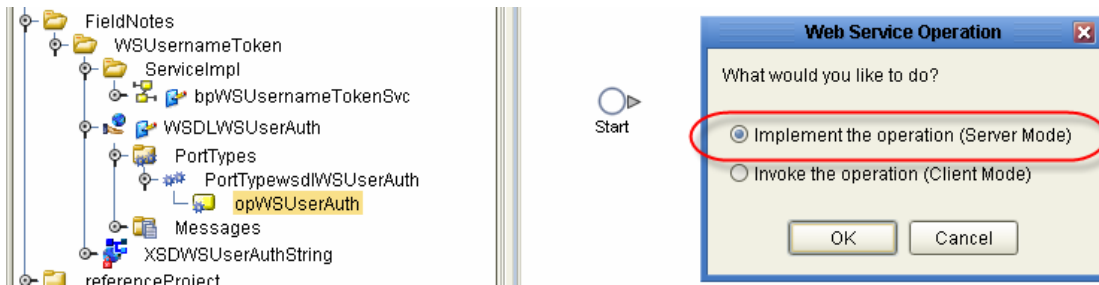 FieldNotes
WSUsernameToken
ServiceImpl
bpWSUsernameTokenSvc
WSDLWSUserAuth
PortTypes
PortTypewsdlWSUserAuth
opWSUserAuth
Messages
XSDWSUserAuthString
referenceProject
Start
Web Service Operation
What would you like to do?
Implement the operation (Server Mode)
Invoke the operation (Client Mode)
OK
Cancel